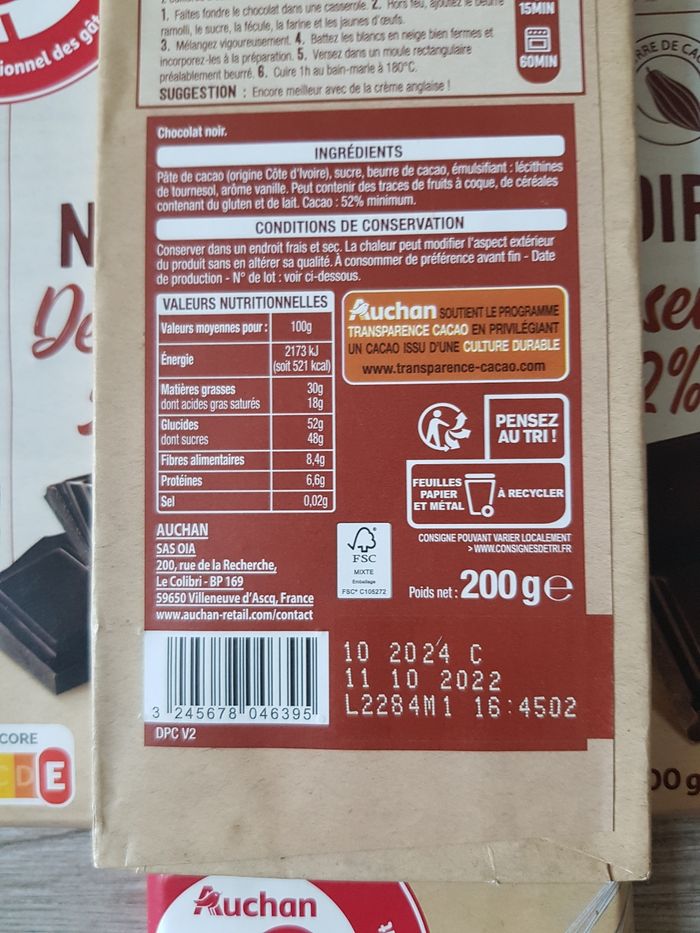 1. Faites fondre le chocolat dans une casserole. 2. Hors feu, ajoutez le beurre
ramolli, le sucre, la fécule, la farine et les jaunes d'œufs.
3. Mélangez vigoureusement. 4. Battez les blancs en neige bien fermes et
incorporez-les à la préparation. 5. Versez dans un moule rectangulaire
préalablement beurré. 6. Cuire 1h au bain-marie à 180°C.
SUGGESTION : Encore meilleur avec de la crème anglaise !
15MIN
60MIN
Chocolat noir.
INGRÉDIENTS
Pâte de cacao (origine Côte d'Ivoire), sucre, beurre de cacao, émulsifiant : lécithines
de tournesol, arôme vanille. Peut contenir des traces de fruits à coque, de céréales
contenant du gluten et de lait. Cacao : 52% minimum.
CONDITIONS DE CONSERVATION
Conserver dans un endroit frais et sec. La chaleur peut modifier l'aspect extérieur
du produit sans en altérer sa qualité. À consommer de préférence avant fin - Date
de production - N° de lot : voir ci-dessous.
VALEURS NUTRITIONNELLES
Valeurs moyennes pour : 100g
Énergie 2173 kJ
(soit 521 kcal)
Matières grasses 30g
dont acides gras saturés 18g
Glucides 52g
dont sucres 48g
Fibres alimentaires 8,4g
Protéines 6,6g
Sel 0,02g
Auchan SOUTIENT LE PROGRAMME
TRANSPARENCE CACAO EN PRIVILÉGIANT
UN CACAO ISSU D'UNE CULTURE DURABLE
www.transparence-cacao.com
PENSEZ
AU TRI !
FEUILLES
PAPIER
ET MÉTAL
À RECYCLER
CONSIGNE POUVANT VARIER LOCALEMENT
> WWW.CONSIGNESDETRI.FR
AUCHAN
SAS OIA
200, rue de la Recherche,
Le Colibri - BP 169
59650 Villeneuve d'Ascq, France
www.auchan-retail.com/contact
FSC
MIXTE
Emballage
FSC® C105272
Poids net : 200 g e
3 245678 046395
DPC V2
10 2024 C
11 10 2022
L2284M1 16:4502
ionnel des gât
N
De
CORE
C D E
RRE DE CAC
OIR
ser
2%
00 g
Auchan